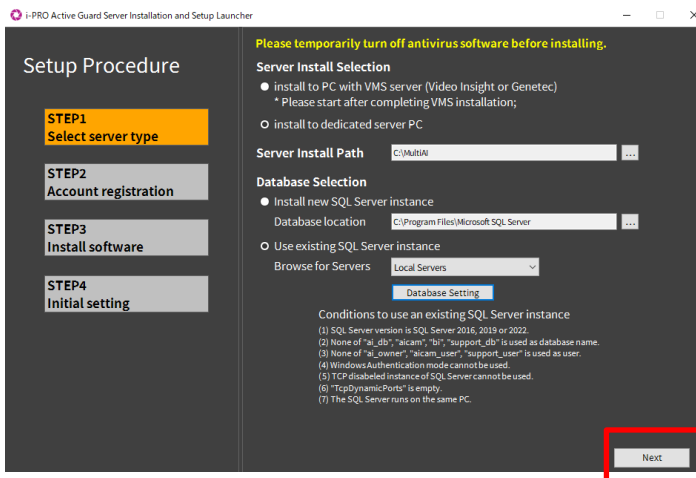 i-PRO Active Guard Server Installation and Setup Launcher
Setup Procedure
STEP1
Select server type
STEP2
Account registration
STEP3
Install software
STEP4
Initial setting
Please temporarily turn off antivirus software before installing.
Server Install Selection
install to PC with VMS server (Video Insight or Genetec)
* Please start after completing VMS installation;
install to dedicated server PC
Server Install Path
C:\MultiAI
...
Database Selection
Install new SQL Server instance
Database location
C:\Program Files\Microsoft SQL Server
...
Use existing SQL Server instance
Browse for Servers
Local Servers
Database Setting
Conditions to use an existing SQL Server instance
(1) SQL Server version is SQL Server 2016, 2019 or 2022.
(2) None of "ai_db", "aicam", "bi", "support_db" is used as database name.
(3) None of "ai_owner", "aicam_user", "support_user" is used as user.
(4) Windows Authentication mode cannot be used.
(5) TCP disabeled instance of SQL Server cannot be used.
(6) "TcpDynamicPorts" is empty.
(7) The SQL Server runs on the same PC.
Next